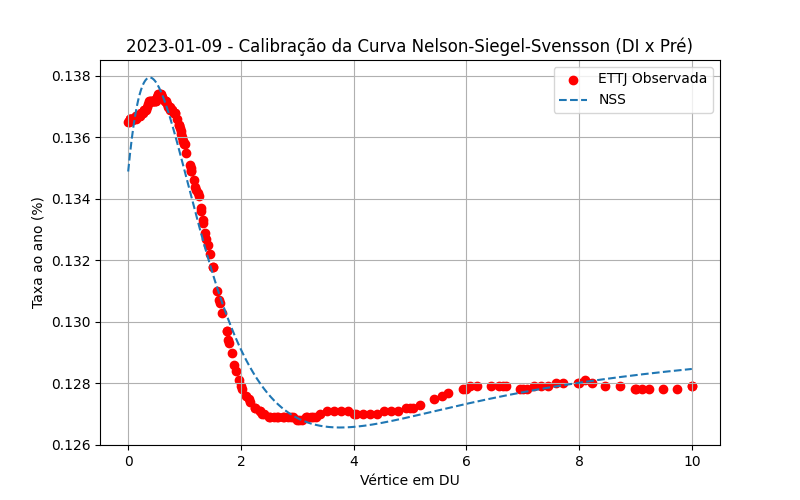 2023-01-09 - Calibração da Curva Nelson-Siegel-Svensson (DI x Pré)
ETTJ Observada
NSS
Taxa ao ano (%)
0.138
0.136
0.134
0.132
0.130
0.128
0.126
0 2 4 6 8 10
Vértice em DU